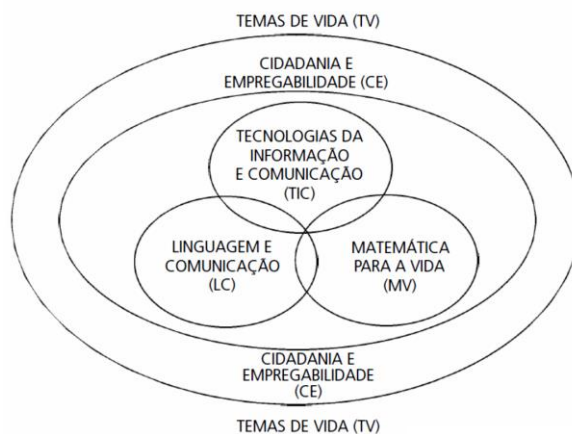 TEMAS DE VIDA (TV)
CIDADANIA E
EMPREGABILIDADE (CE)
TECNOLOGIAS DA
INFORMAÇÃO
E COMUNICAÇÃO
(TIC)
LINGUAGEM E
COMUNICAÇÃO
(LC)
MATEMÁTICA
PARA A VIDA
(MV)
CIDADANIA E
EMPREGABILIDADE
(CE)
TEMAS DE VIDA (TV)